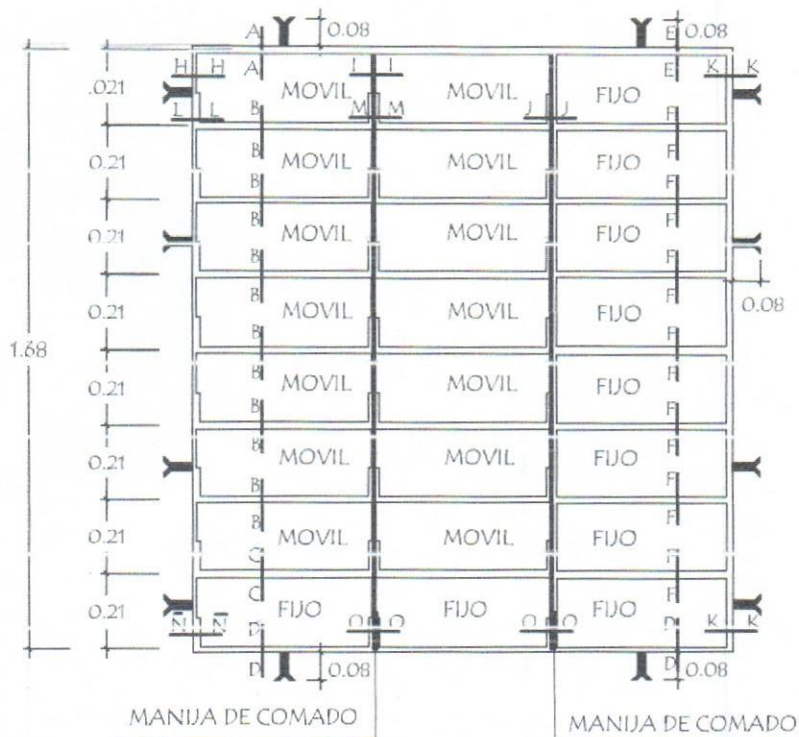 A 0.08 E 0.08
H H A I I E K K
.021 MOVIL MOVIL FIJO
L L B M M J J F
0.21 B MOVIL MOVIL F FIJO
B F
0.21 B MOVIL MOVIL F FIJO
B F
0.08
0.21 B MOVIL MOVIL F FIJO
B F
1.68
0.21 B MOVIL MOVIL F FIJO
B F
0.21 B MOVIL MOVIL F FIJO
B F
0.21 B MOVIL MOVIL F FIJO
C F
0.21 C FIJO FIJO F FIJO
Ñ Ñ D O O O O D K K
D 0.08 D 0.08
MANIJA DE COMADO MANIJA DE COMADO